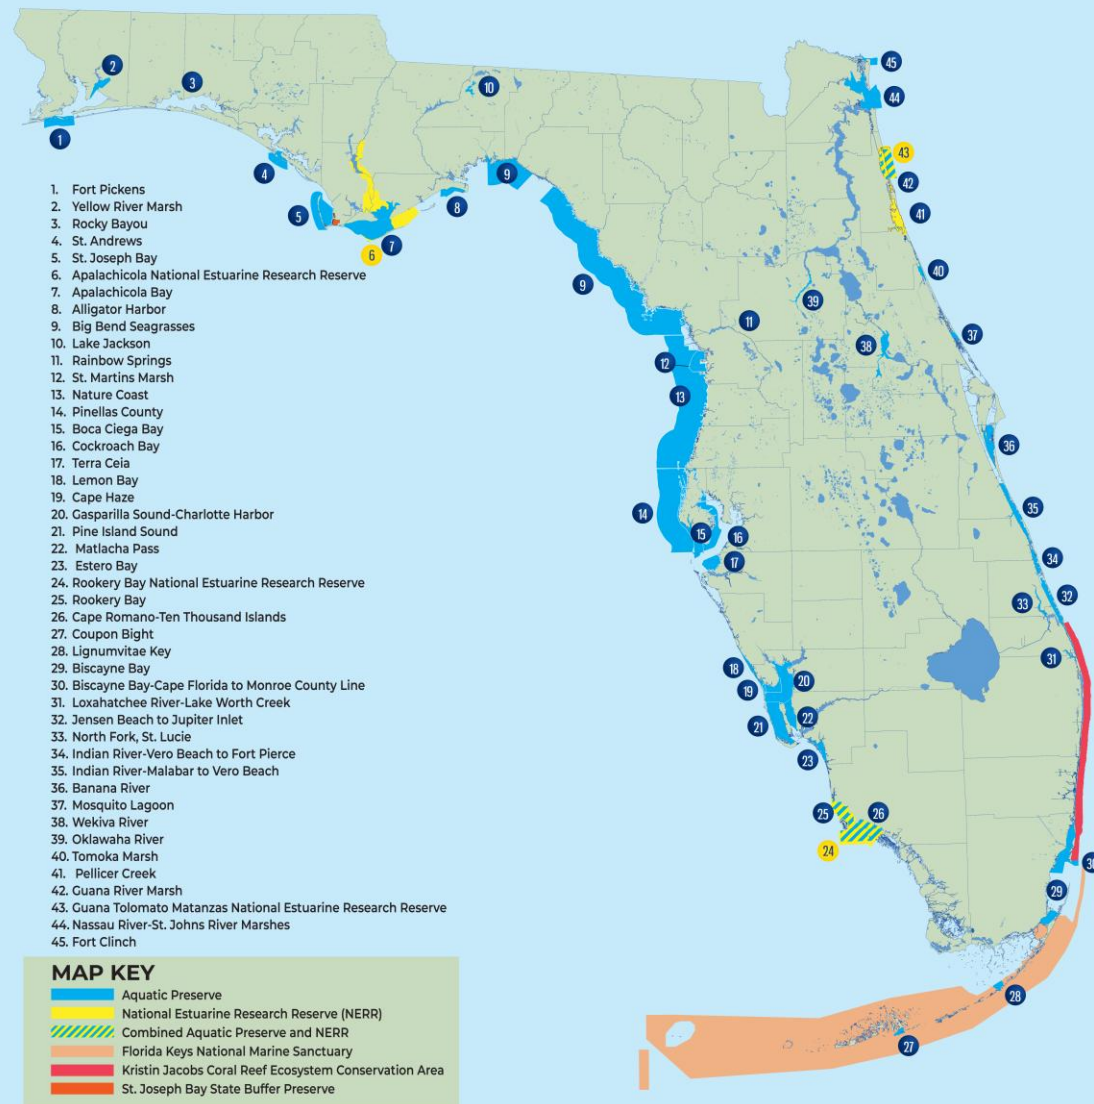 2
3
10
45
44
1
43
4
9
42
1. Fort Pickens
2. Yellow River Marsh
3. Rocky Bayou
4. St. Andrews
5. St. Joseph Bay
6. Apalachicola National Estuarine Research Reserve
7. Apalachicola Bay
8. Alligator Harbor
9. Big Bend Seagrasses
10. Lake Jackson
11. Rainbow Springs
12. St. Martins Marsh
13. Nature Coast
14. Pinellas County
15. Boca Ciega Bay
16. Cockroach Bay
17. Terra Ceia
18. Lemon Bay
19. Cape Haze
20. Gasparilla Sound-Charlotte Harbor
21. Pine Island Sound
22. Matlacha Pass
23. Estero Bay
24. Rookery Bay National Estuarine Research Reserve
25. Rookery Bay
26. Cape Romano-Ten Thousand Islands
27. Coupon Bight
28. Lignumvitae Key
29. Biscayne Bay
30. Biscayne Bay-Cape Florida to Monroe County Line
31. Loxahatchee River-Lake Worth Creek
32. Jensen Beach to Jupiter Inlet
33. North Fork, St. Lucie
34. Indian River-Vero Beach to Fort Pierce
35. Indian River-Malabar to Vero Beach
36. Banana River
37. Mosquito Lagoon
38. Wekiva River
39. Oklawaha River
40. Tomoka Marsh
41. Pellicer Creek
42. Guana River Marsh
43. Guana Tolomato Matanzas National Estuarine Research Reserve
44. Nassau River-St. Johns River Marshes
45. Fort Clinch
5
8
41
7
6
40
9
39
11
37
38
12
13
36
35
14
15
16
34
17
33
32
31
18
20
19
22
21
23
25
26
24
30
29
28
27
MAP KEY
Aquatic Preserve
National Estuarine Research Reserve (NERR)
Combined Aquatic Preserve and NERR
Florida Keys National Marine Sanctuary
Kristin Jacobs Coral Reef Ecosystem Conservation Area
St. Joseph Bay State Buffer Preserve